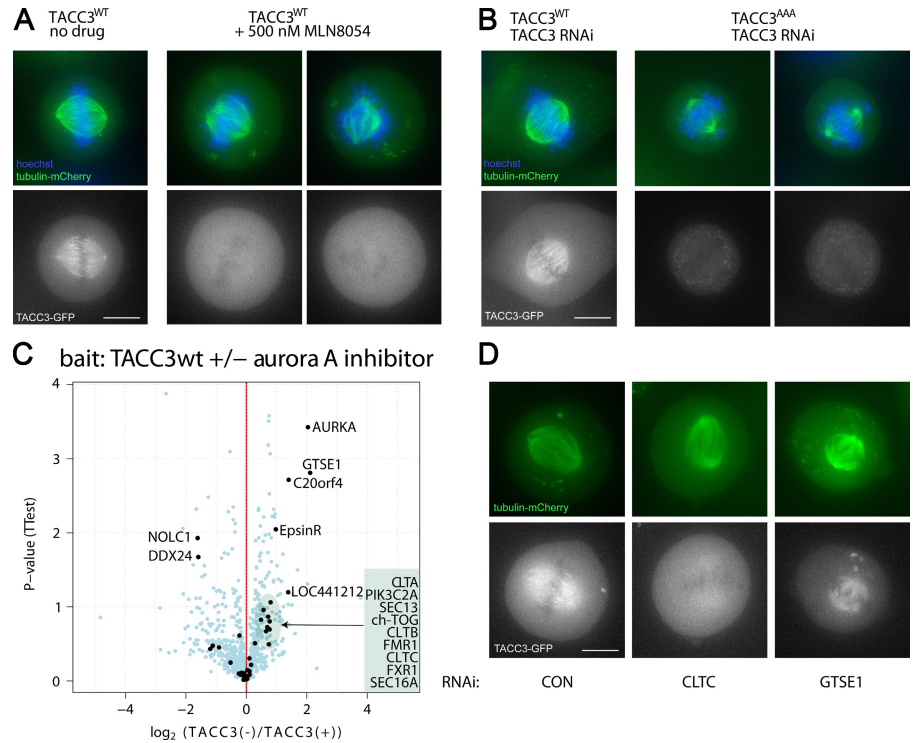 A
TACC3WT
no drug
TACC3WT
+ 500 nM MLN8054
hoechst
tubulin-mCherry
TACC3-GFP
B
TACC3WT
TACC3 RNAi
TACC3AAA
TACC3 RNAi
hoechst
tubulin-mCherry
TACC3-GFP
C
bait: TACC3wt +/− aurora A inhibitor
P−value (TTest)
4
3
2
1
0
AURKA
GTSE1
C20orf4
EpsinR
NOLC1
DDX24
LOC441212
CLTA
PIK3C2A
SEC13
ch-TOG
CLTB
FMR1
CLTC
FXR1
SEC16A
−4 −2 0 2 4
log2 (TACC3(-)/TACC3(+))
D
tubulin-mCherry
TACC3-GFP
RNAi: CON CLTC GTSE1